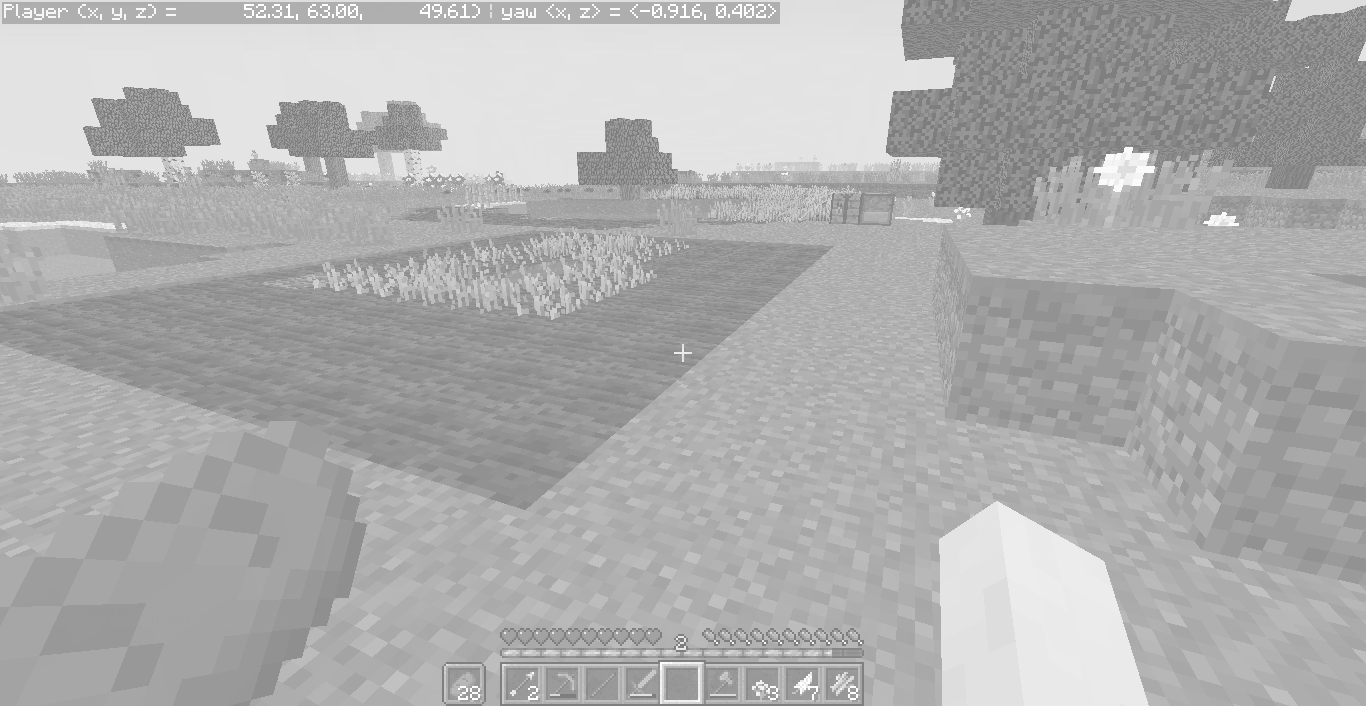 Player (x, y, z) = 52.31, 63.00, 49.61) | yaw (x, z) = <-0.916, 0.402>
2
28 2 3 7 8